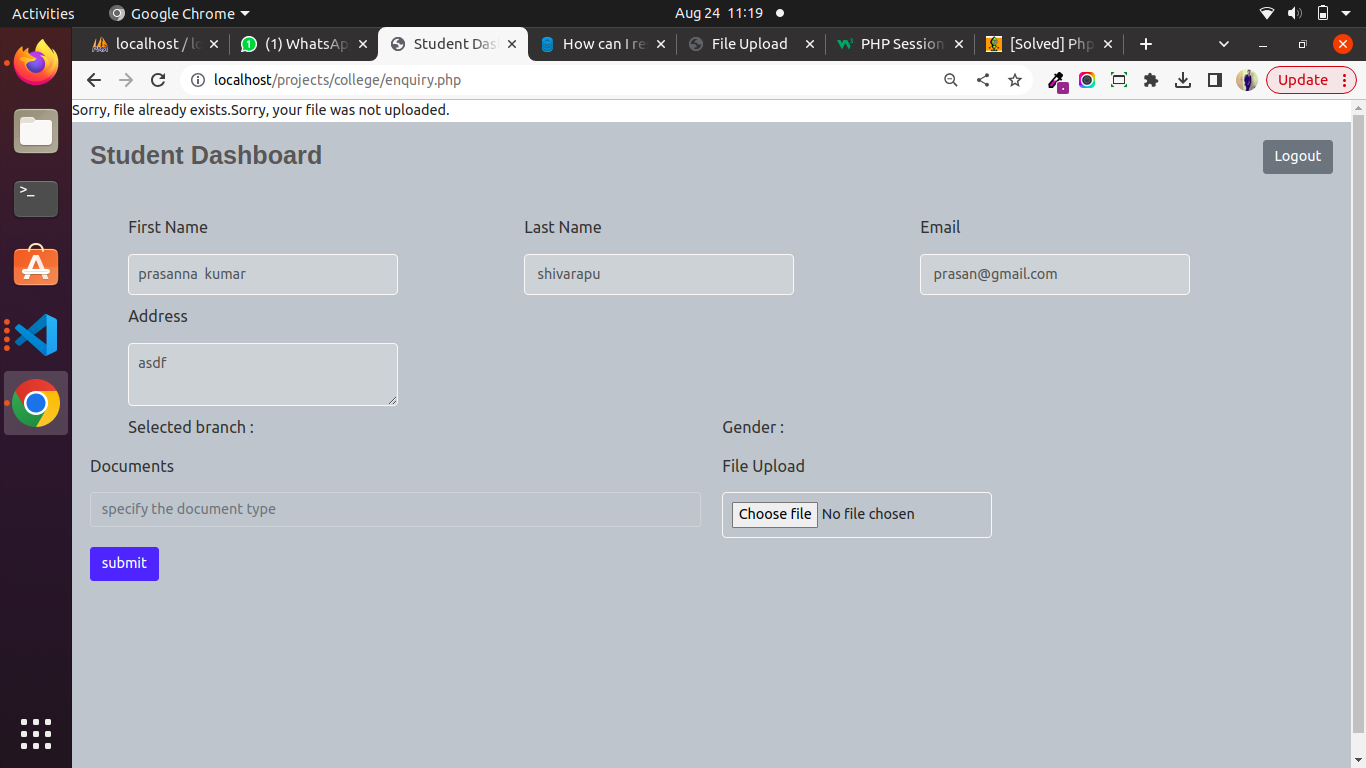 Activities Google Chrome Aug 24 11:19
localhost / lo (1) WhatsAp Student Das How can I re File Upload PHP Session [Solved] Php
localhost/projects/college/enquiry.php Update
Sorry, file already exists.Sorry, your file was not uploaded.
Student Dashboard Logout
First Name Last Name Email
prasanna kumar shivarapu prasan@gmail.com
Address
asdf
Selected branch : Gender :
Documents File Upload
specify the document type Choose file No file chosen
submit